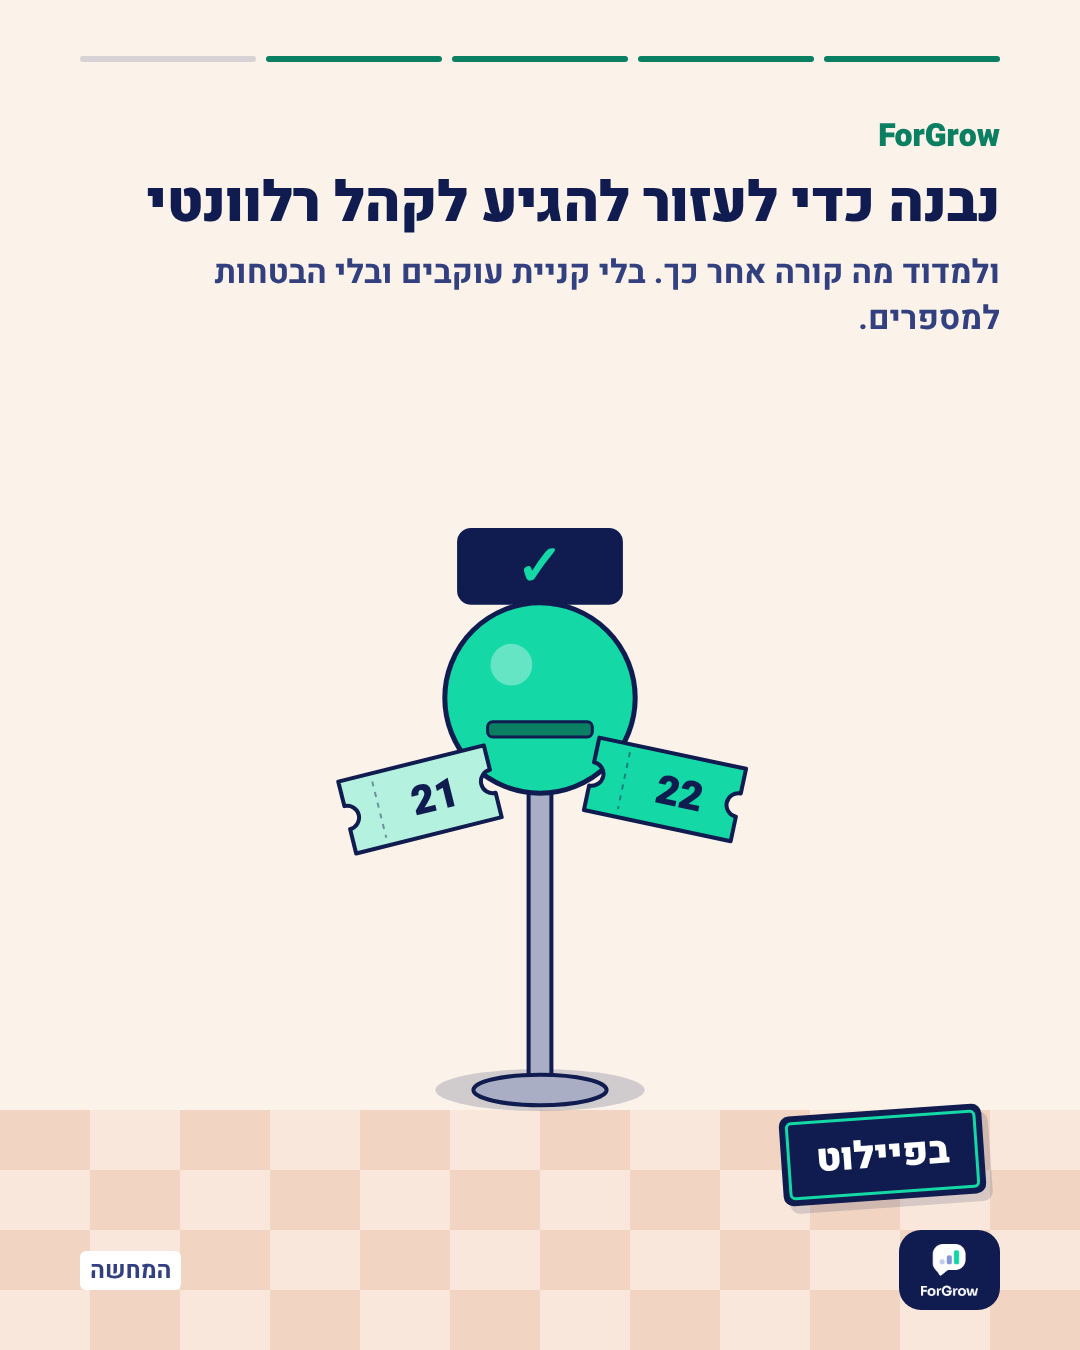 ForGrow
נבנה כדי לעזור להגיע לקהל רלוונטי
ולמדוד מה קורה אחר כך. בלי קניית עוקבים ובלי הבטחות
למספרים.
21
22
בפיילוט
המחשה
ForGrow